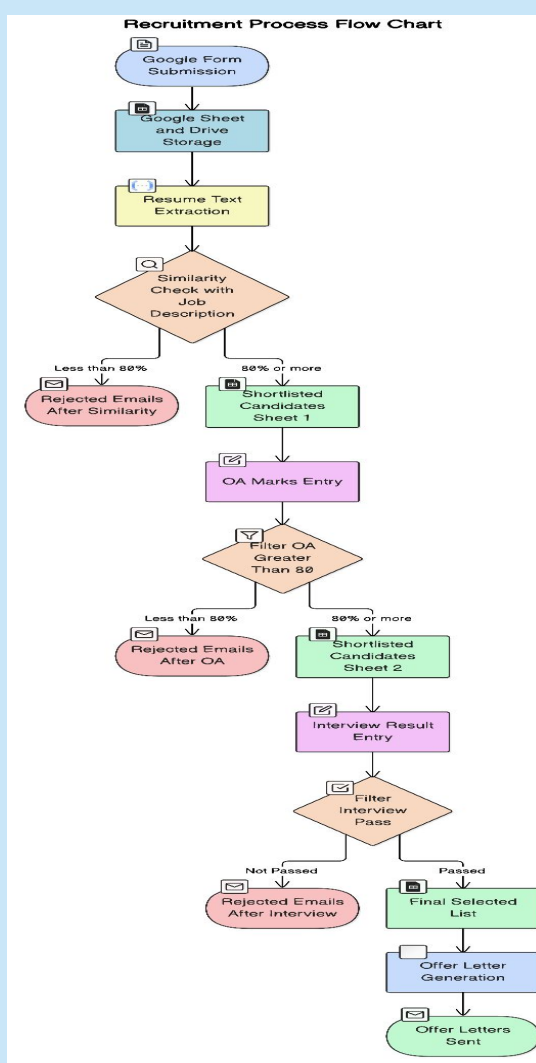 Recruitment Process Flow Chart
Google Form
Submission
Google Sheet
and Drive
Storage
Resume Text
Extraction
Similarity
Check with
Job
Description
Less than 80%
80% or more
Rejected Emails
After Similarity
Shortlisted
Candidates
Sheet 1
OA Marks Entry
Filter OA
Greater
Than 80
Less than 80%
80% or more
Rejected Emails
After OA
Shortlisted
Candidates
Sheet 2
Interview Result
Entry
Filter
Interview
Pass
Not Passed
Passed
Rejected Emails
After Interview
Final Selected
List
Offer Letter
Generation
Offer Letters
Sent